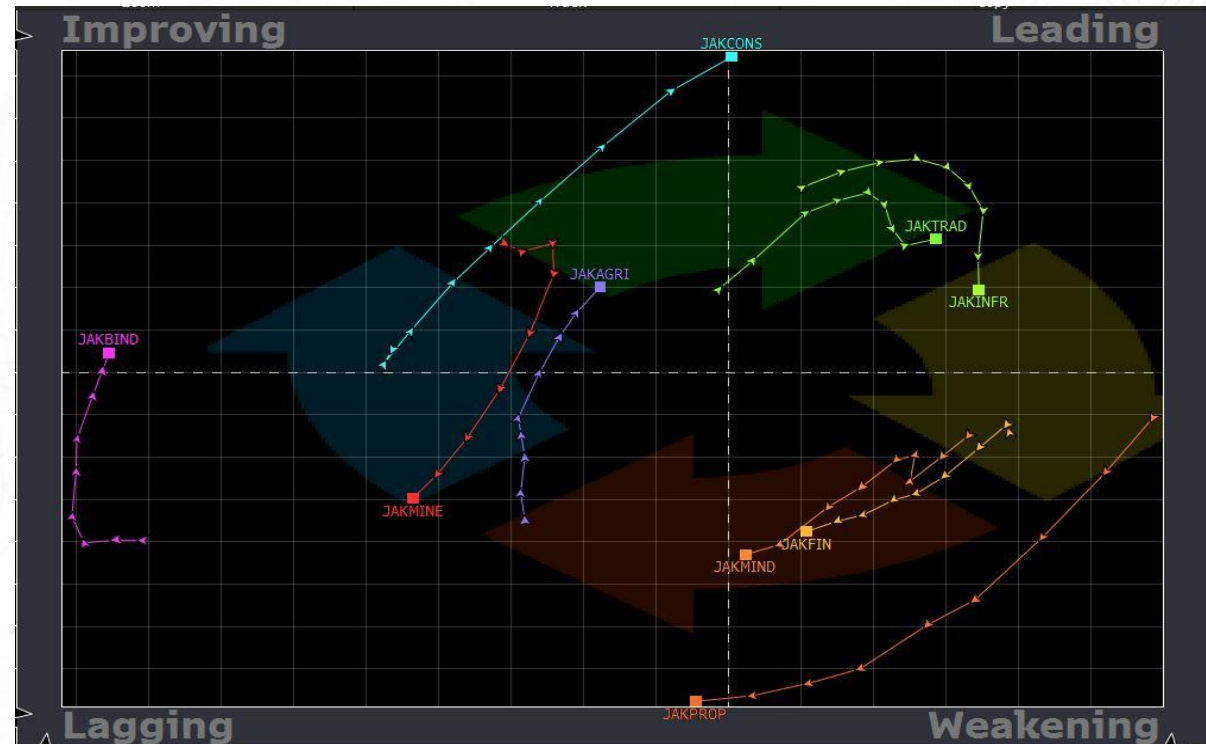 Improving
Leading
JAKCONS
JAKTRAD
JAKAGRI
JAKINFR
JAKBIND
JAKMINE
JAKFIN
JAKMIND
JAKPROP
Lagging
Weakening